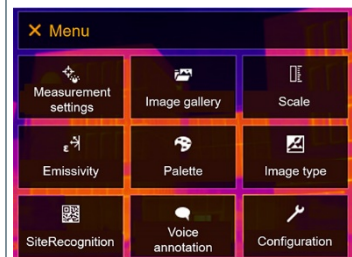 × Menu
Measurement
settings
Image gallery
Scale
Emissivity
Palette
Image type
SiteRecognition
Voice
annotation
Configuration